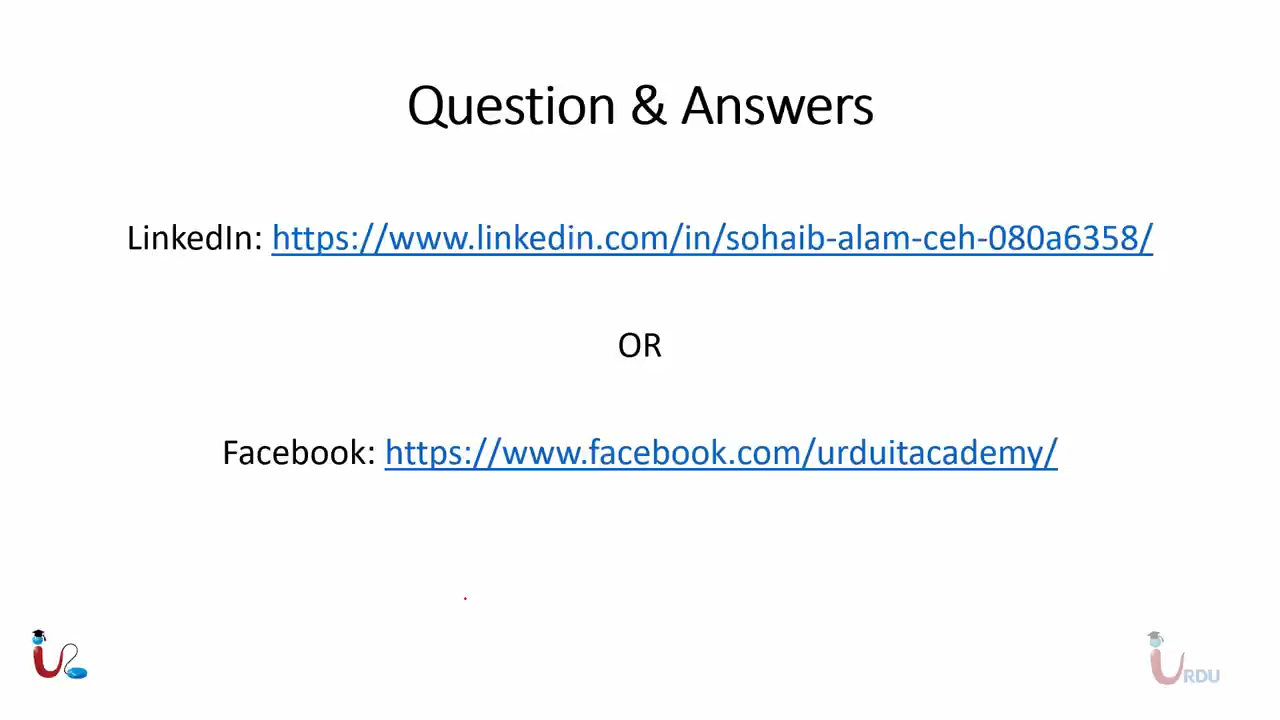 Question & Answers
LinkedIn: https://www.linkedin.com/in/sohaib-alam-ceh-080a6358/
OR
Facebook: https://www.facebook.com/urduitacademy/
URDU